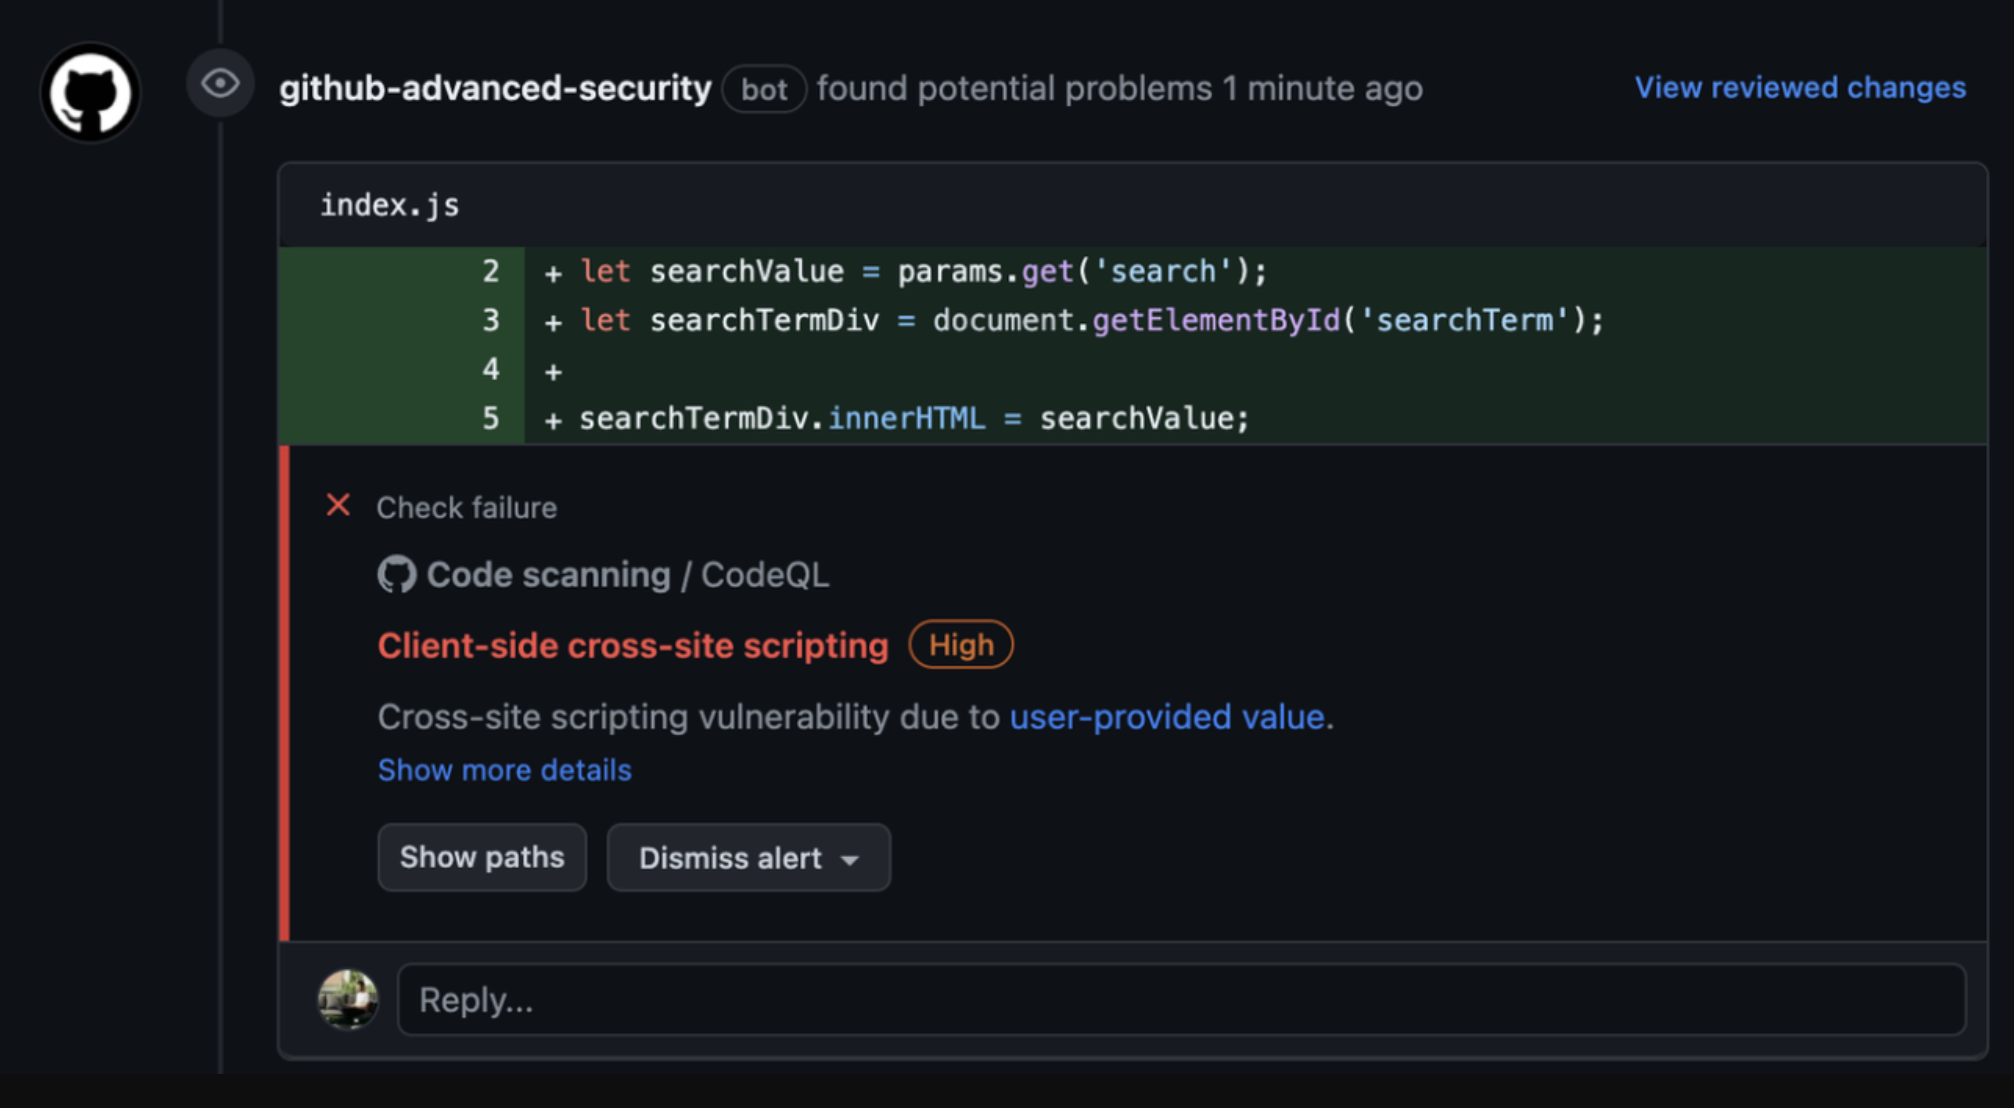 github-advanced-security bot found potential problems 1 minute ago View reviewed changes
index.js
2 + let searchValue = params.get('search');
3 + let searchTermDiv = document.getElementById('searchTerm');
4 +
5 + searchTermDiv.innerHTML = searchValue;
Check failure
Code scanning / CodeQL
Client-side cross-site scripting High
Cross-site scripting vulnerability due to user-provided value.
Show more details
Show paths Dismiss alert
Reply...